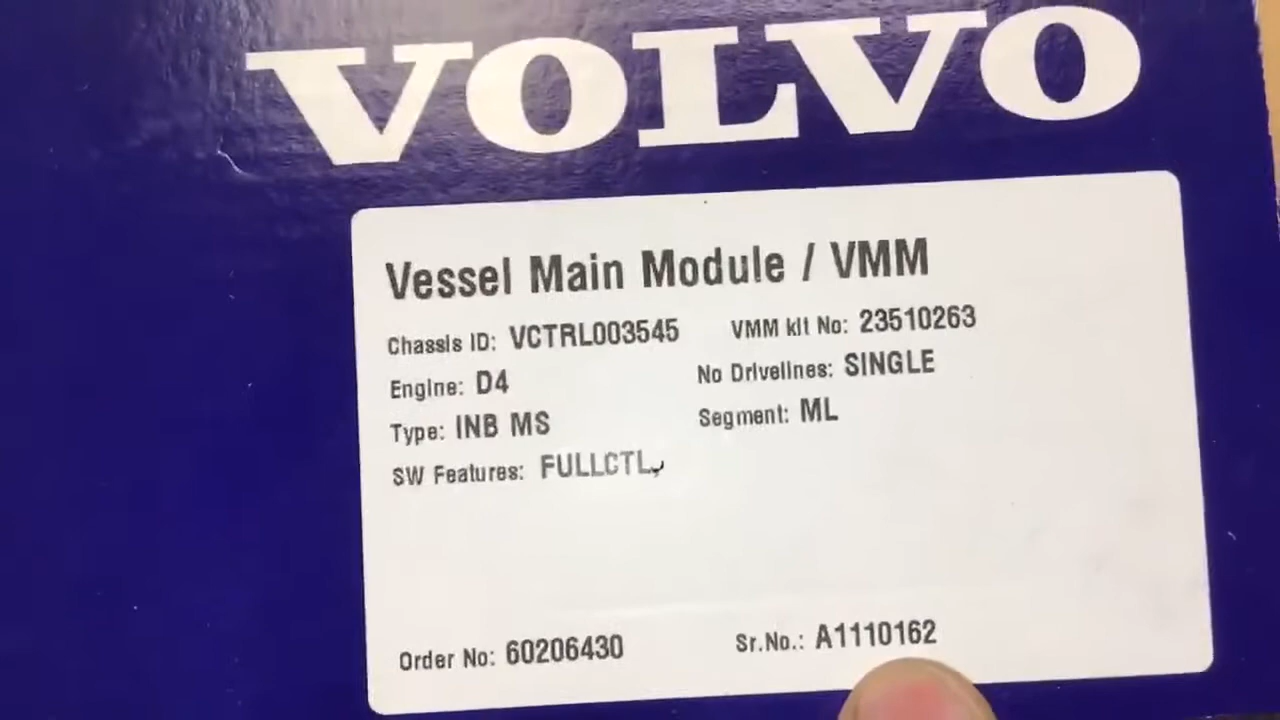 VOLVO
Vessel Main Module / VMM
Chassis ID: VCTRL003545 VMM kit No: 23510263
Engine: D4 No Drivelines: SINGLE
Type: INB MS Segment: ML
SW Features: FULLCTL,
Order No: 60206430 Sr.No.: A1110162